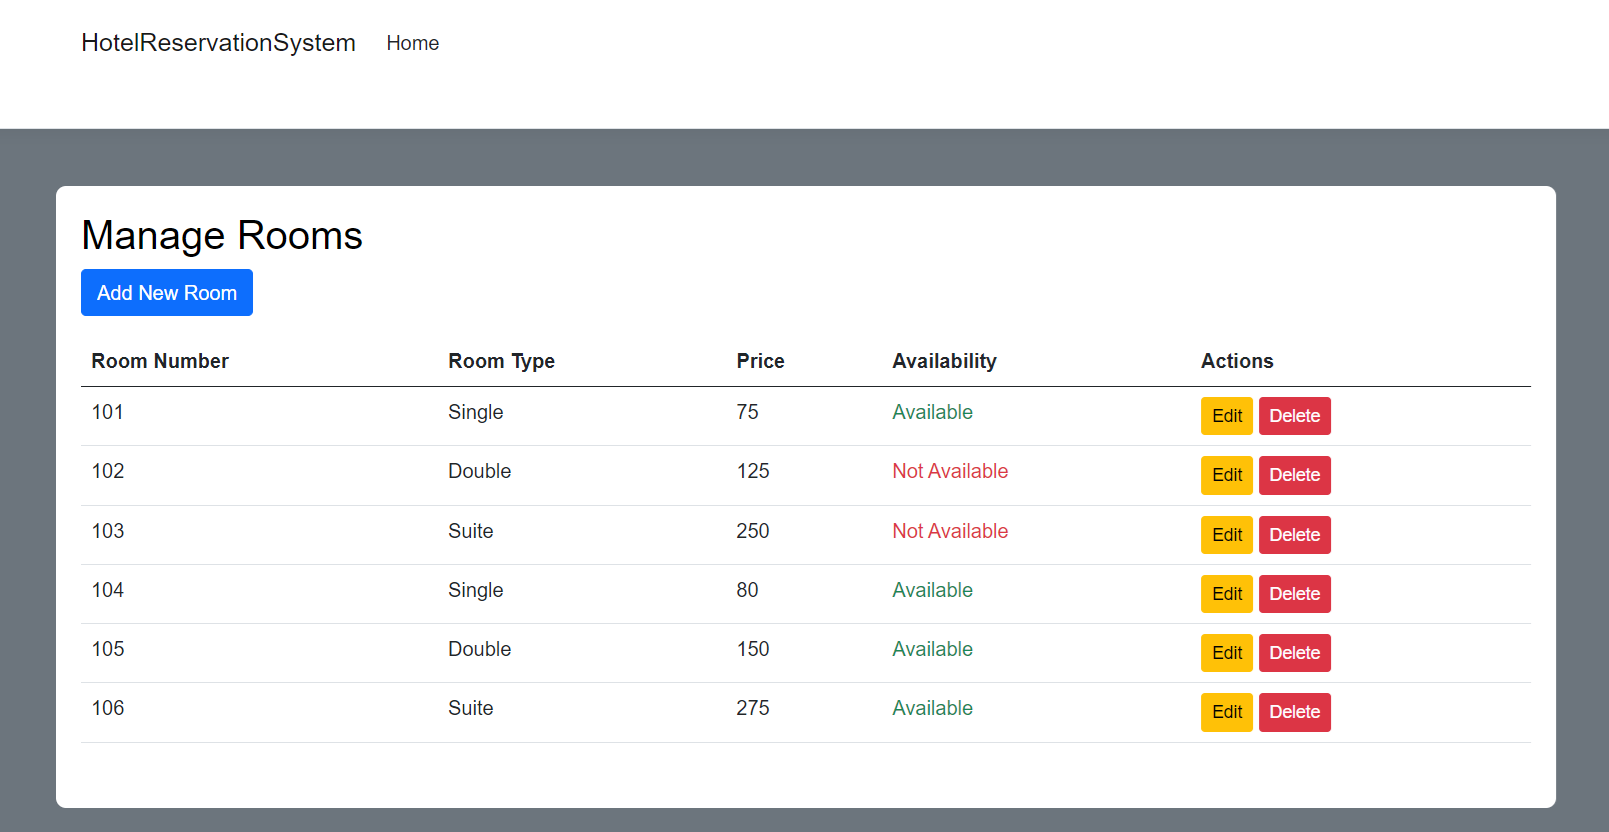 HotelReservationSystem Home
Manage Rooms
Add New Room
Room Number Room Type Price Availability Actions
101 Single 75 Available Edit Delete
102 Double 125 Not Available Edit Delete
103 Suite 250 Not Available Edit Delete
104 Single 80 Available Edit Delete
105 Double 150 Available Edit Delete
106 Suite 275 Available Edit Delete